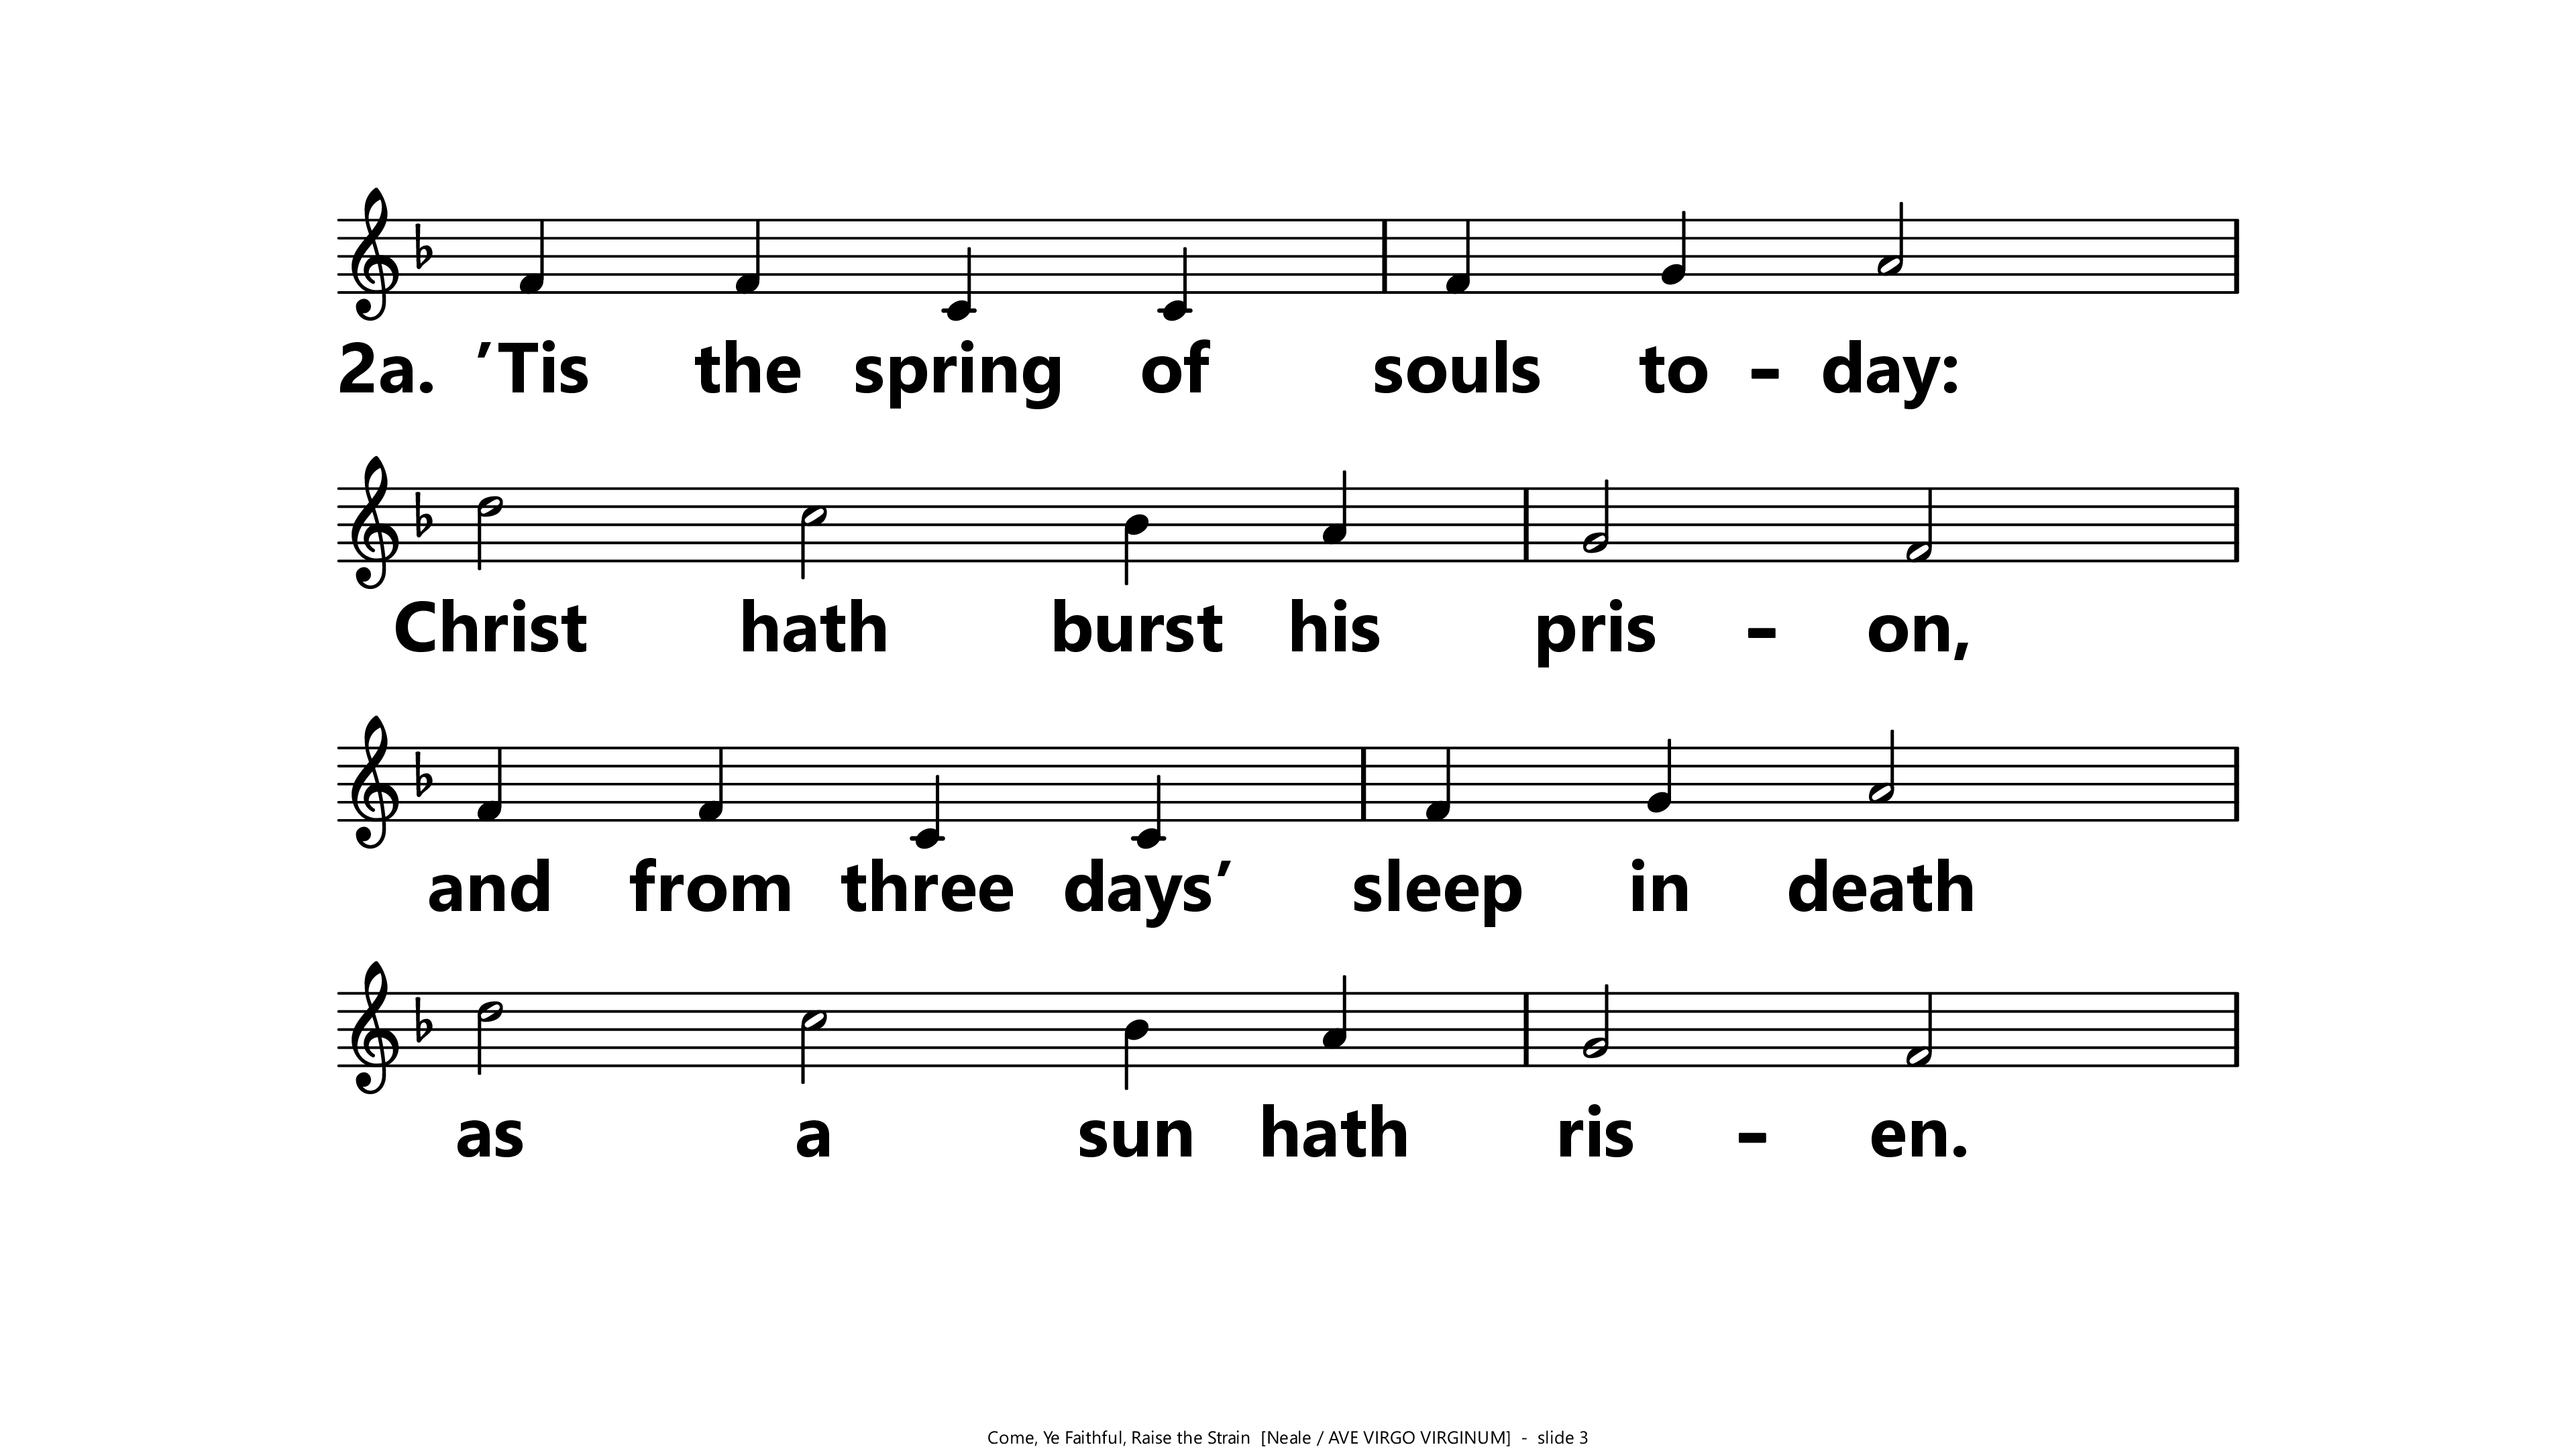 2a. ’Tis the spring of souls to - day:
Christ hath burst his pris - on,
and from three days’ sleep in death
as a sun hath ris - en.
Come, Ye Faithful, Raise the Strain [Neale / AVE VIRGO VIRGINUM] - slide 3